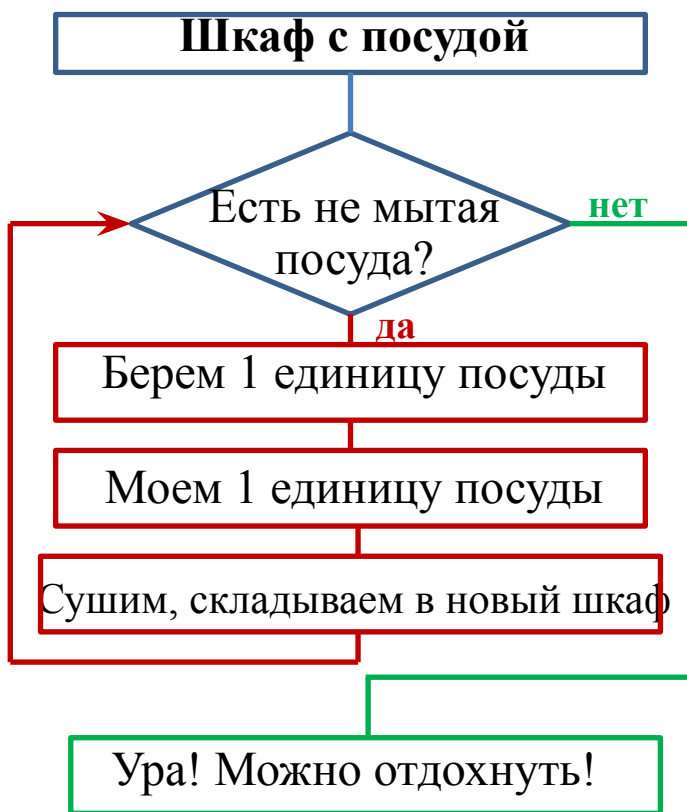 Шкаф с посудой
Есть не мытая
посуда?
нет
да
Берем 1 единицу посуды
Моем 1 единицу посуды
Сушим, складываем в новый шкаф
Ура! Можно отдохнуть!